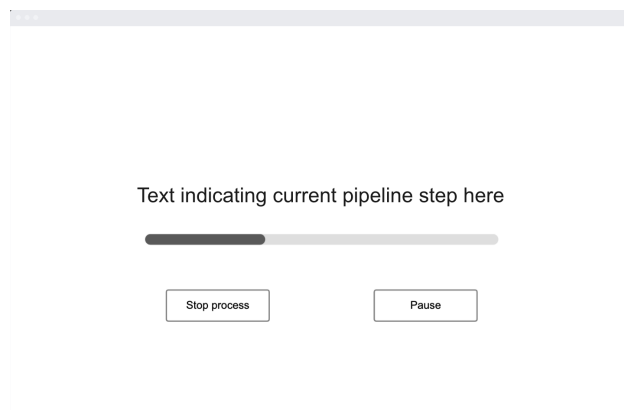 Text indicating current pipeline step here
Stop process
Pause